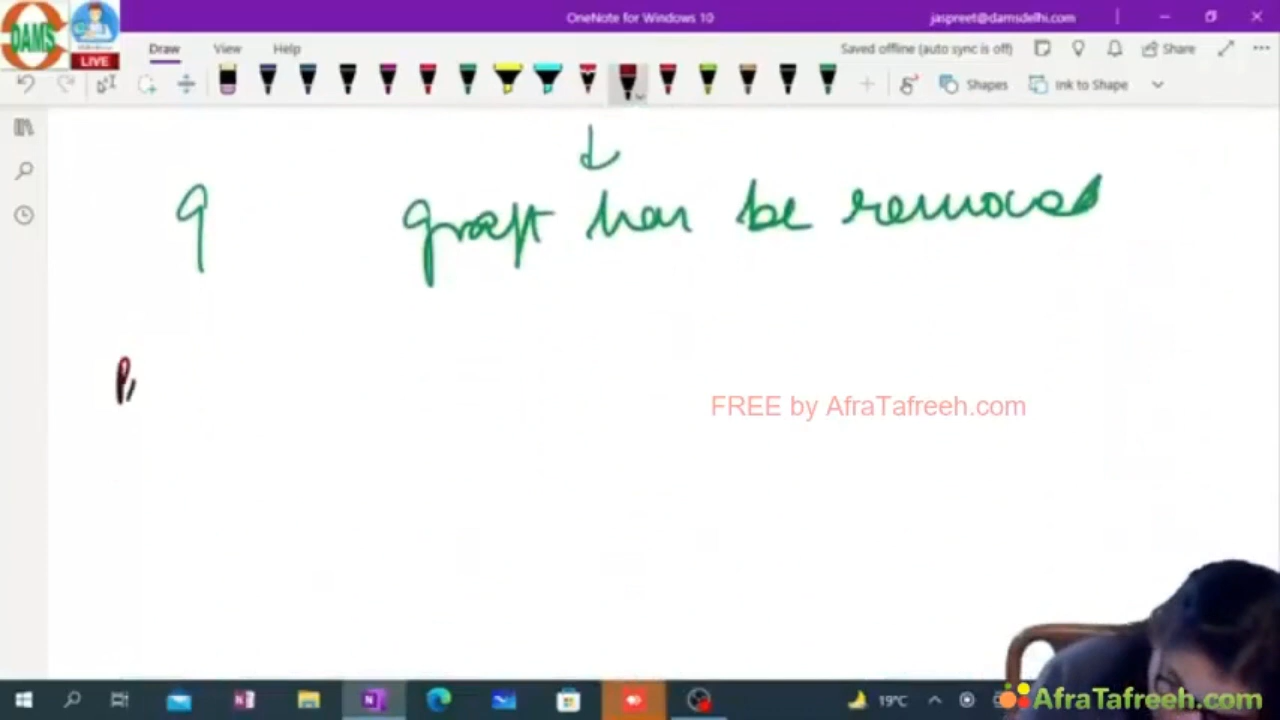 DAMS
LIVE
OneNote for Windows 10
jaspreet@damsdelhi.com
Draw View Help
Saved offline (auto sync is off)
Share
Shapes
Ink to Shape
9 graft has be removed
FREE by AfraTafreeh.com
19°C
AfraTafreeh.com